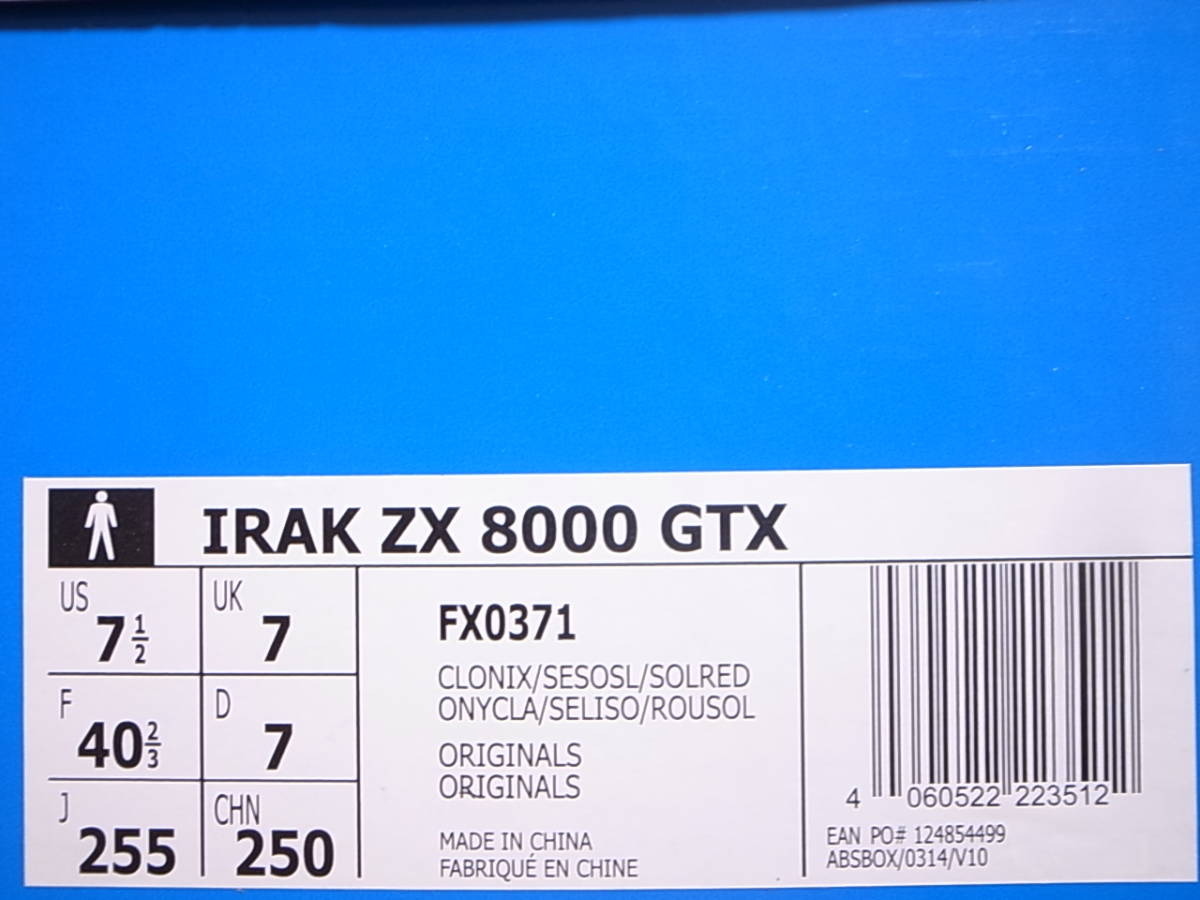 IRAK ZX 8000 GTX
US 7½ UK 7
F 40⅔ D 7
J 255 CHN 250
FX0371
CLONIX/SESOSL/SOLRED
ONYCLA/SELISO/ROUSOL
ORIGINALS
ORIGINALS
MADE IN CHINA
FABRIQUÉ EN CHINE
4 060522 223512
EAN PO# 124854499
ABSBOX/0314/V10